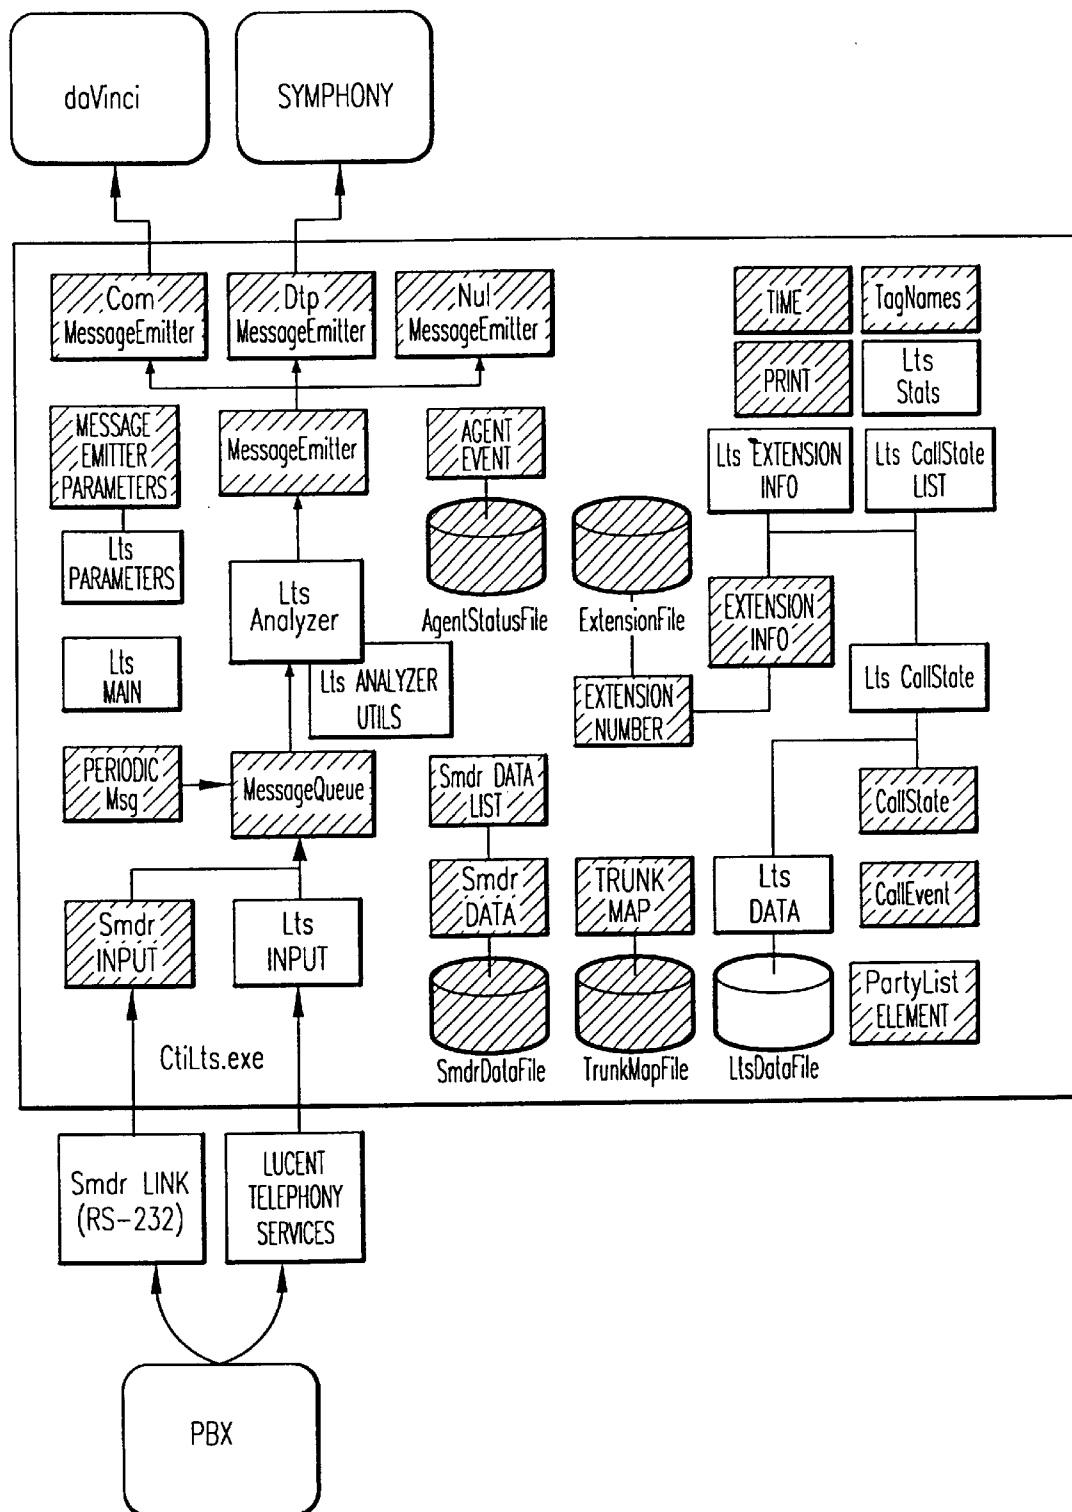 daVinci
SYMPHONY
Com
MessageEmitter
Dtp
MessageEmitter
Nul
MessageEmitter
TIME
TagNames
PRINT
Lts
Stats
MESSAGE
EMITTER
PARAMETERS
MessageEmitter
AGENT
EVENT
Lts EXTENSION
INFO
Lts CallState
LIST
Lts
PARAMETERS
Lts
Analyzer
AgentStatusFile
ExtensionFile
EXTENSION
INFO
Lts
MAIN
Lts ANALYZER
UTILS
EXTENSION
NUMBER
Lts CallState
PERIODIC
Msg
MessageQueue
Smdr DATA
LIST
CallState
Smdr
INPUT
Lts
INPUT
Smdr
DATA
TRUNK
MAP
Lts
DATA
CallEvent
PartyList
ELEMENT
CtiLts.exe
SmdrDataFile
TrunkMapFile
LtsDataFile
Smdr LINK
(RS-232)
LUCENT
TELEPHONY
SERVICES
PBX